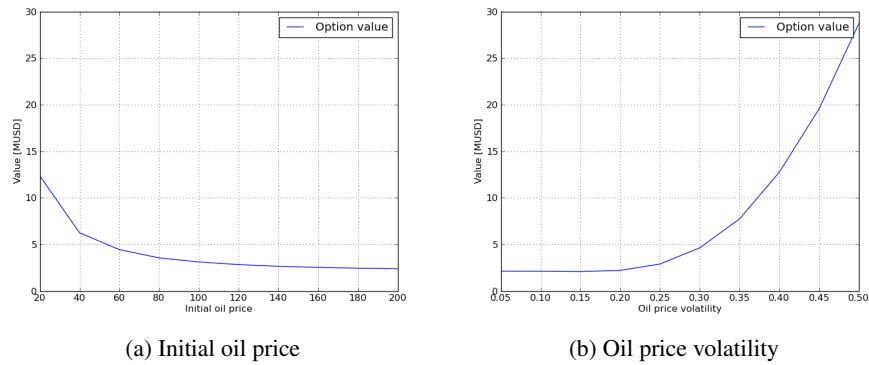 Option value
30
25
20
15
10
5
0
Value [MUSD]
20 40 60 80 100 120 140 160 180 200
Initial oil price
(a) Initial oil price
Option value
30
25
20
15
10
5
0
Value [MUSD]
0.05 0.10 0.15 0.20 0.25 0.30 0.35 0.40 0.45 0.50
Oil price volatility
(b) Oil price volatility